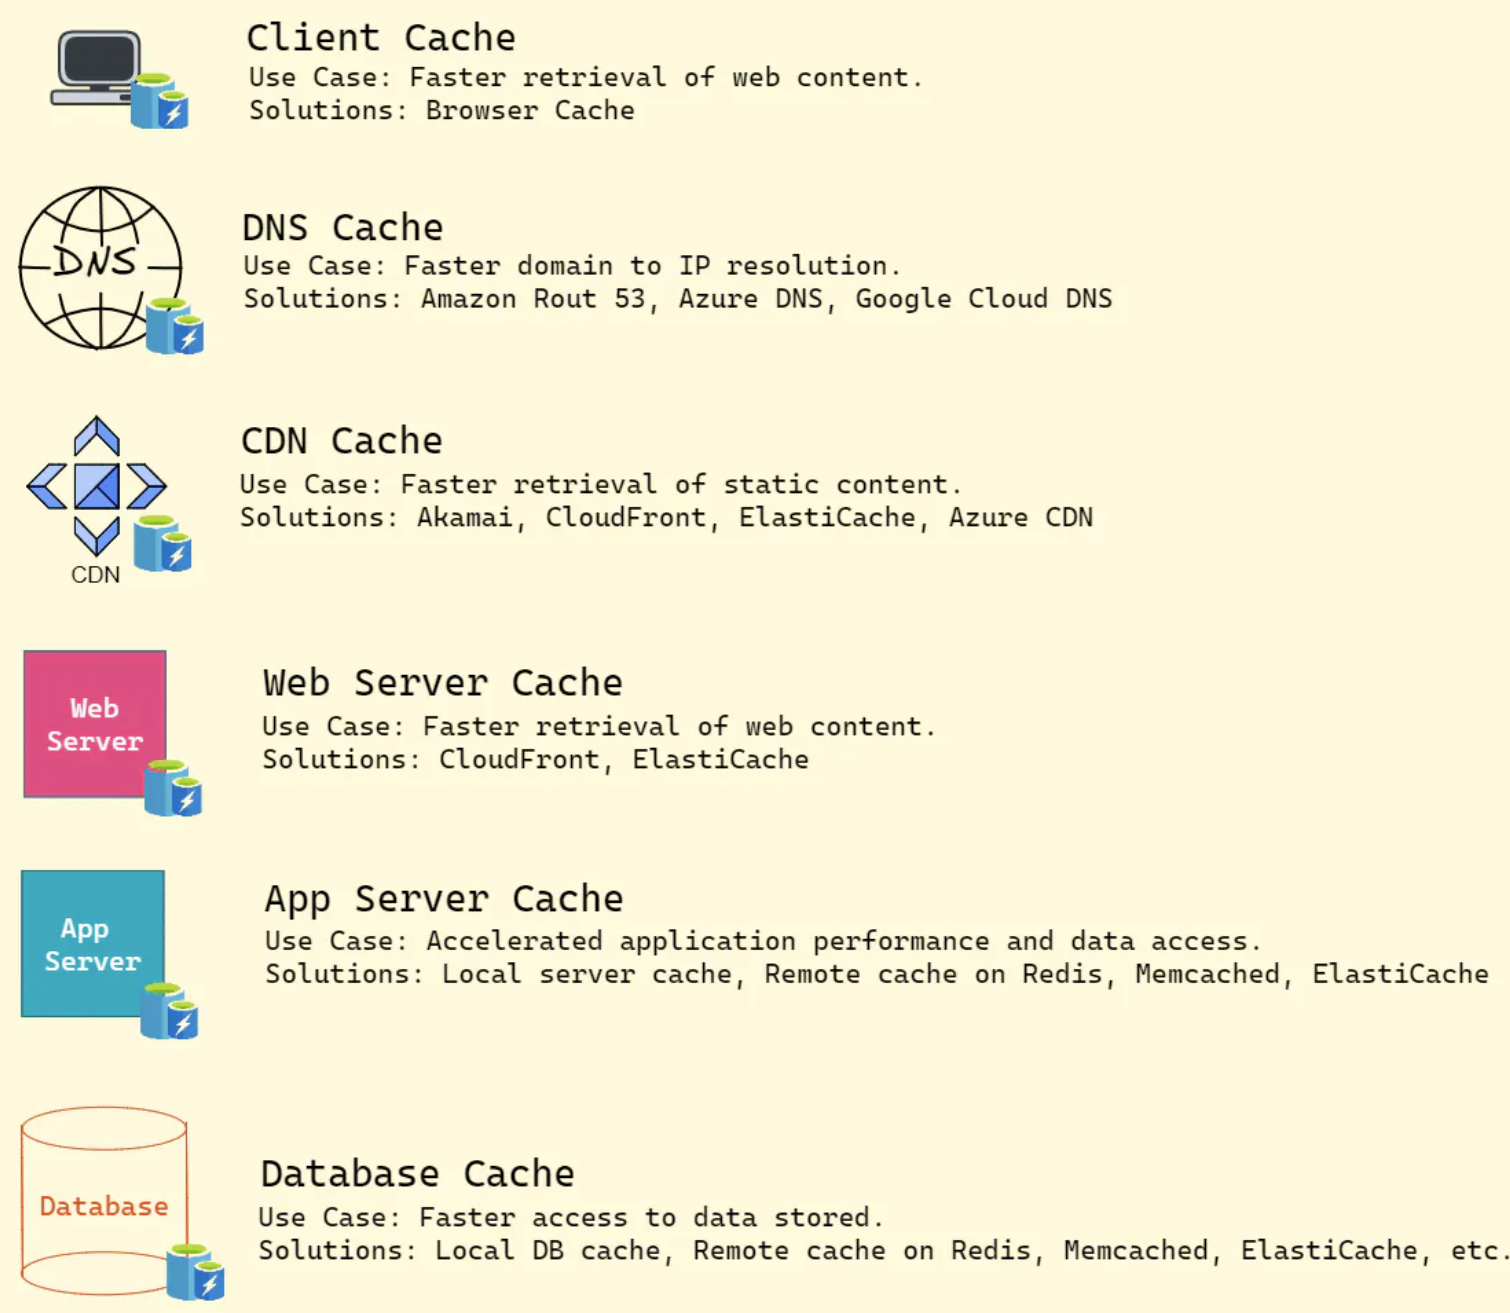 Client Cache
Use Case: Faster retrieval of web content.
Solutions: Browser Cache
DNS
DNS Cache
Use Case: Faster domain to IP resolution.
Solutions: Amazon Rout 53, Azure DNS, Google Cloud DNS
CDN Cache
Use Case: Faster retrieval of static content.
Solutions: Akamai, CloudFront, ElastiCache, Azure CDN
CDN
Web
Server
Web Server Cache
Use Case: Faster retrieval of web content.
Solutions: CloudFront, ElastiCache
App
Server
App Server Cache
Use Case: Accelerated application performance and data access.
Solutions: Local server cache, Remote cache on Redis, Memcached, ElastiCache
Database
Database Cache
Use Case: Faster access to data stored.
Solutions: Local DB cache, Remote cache on Redis, Memcached, ElastiCache, etc.